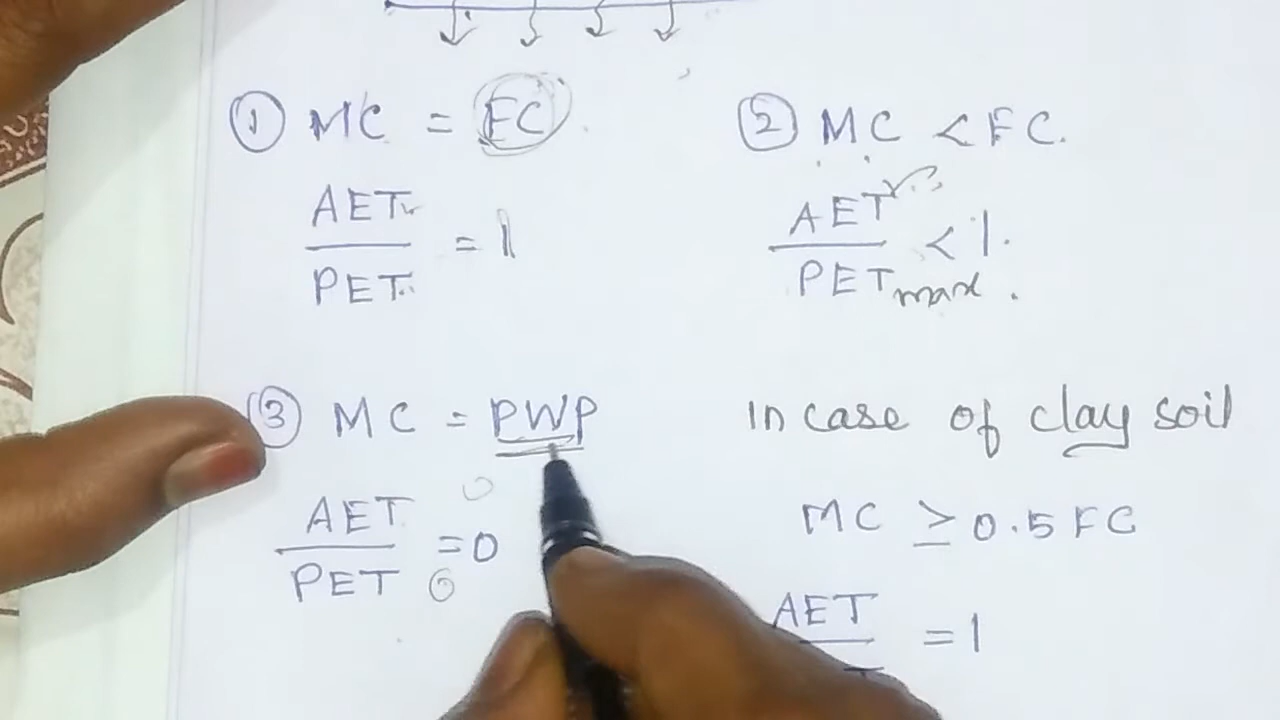 ① MC = FC
AET
PET = 1
② MC < FC.
AET
PET max < 1.
③ MC = PWP
AET
PET = 0
In case of clay soil
MC ≥ 0.5 FC
AET = 1